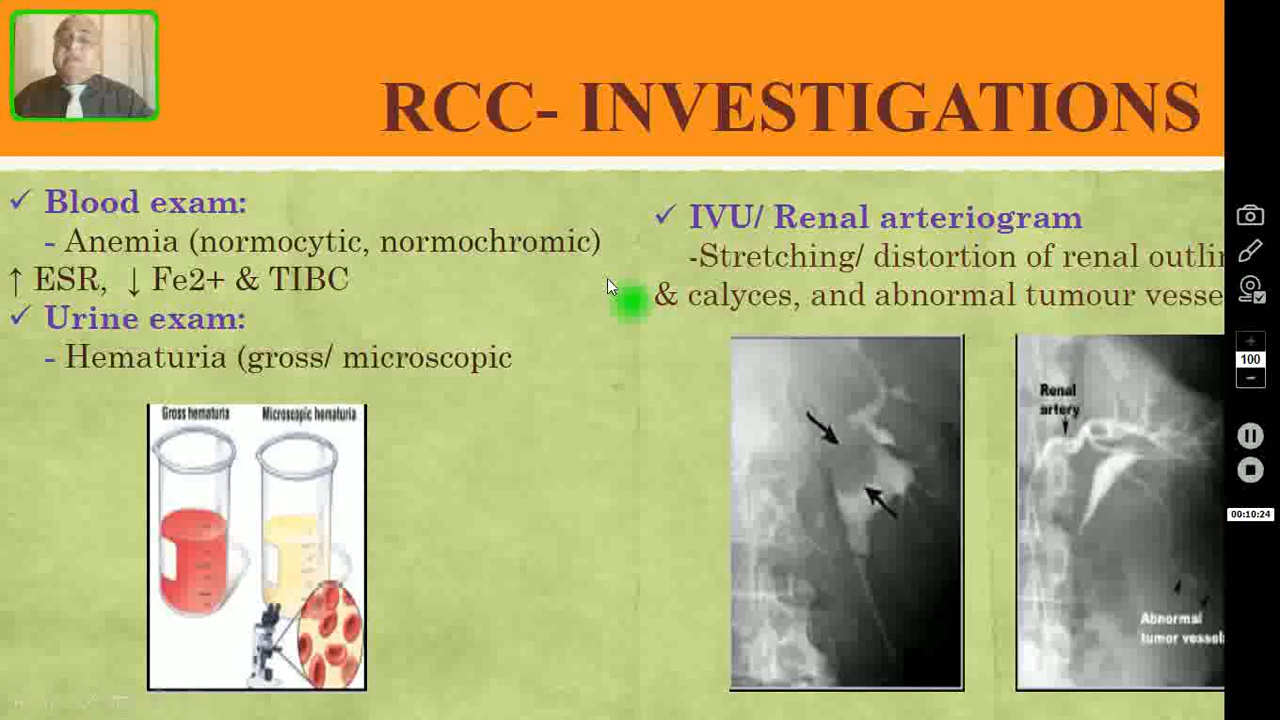 RCC- INVESTIGATIONS
✓ Blood exam:
- Anemia (normocytic, normochromic)
↑ ESR, ↓ Fe2+ & TIBC
✓ Urine exam:
- Hematuria (gross/ microscopic
Gross hematuria
Microscopic hematuria
✓ IVU/ Renal arteriogram
-Stretching/ distortion of renal outlin
& calyces, and abnormal tumour vesse
Renal
artery
Abnormal
tumor vessel
100
00:10:24